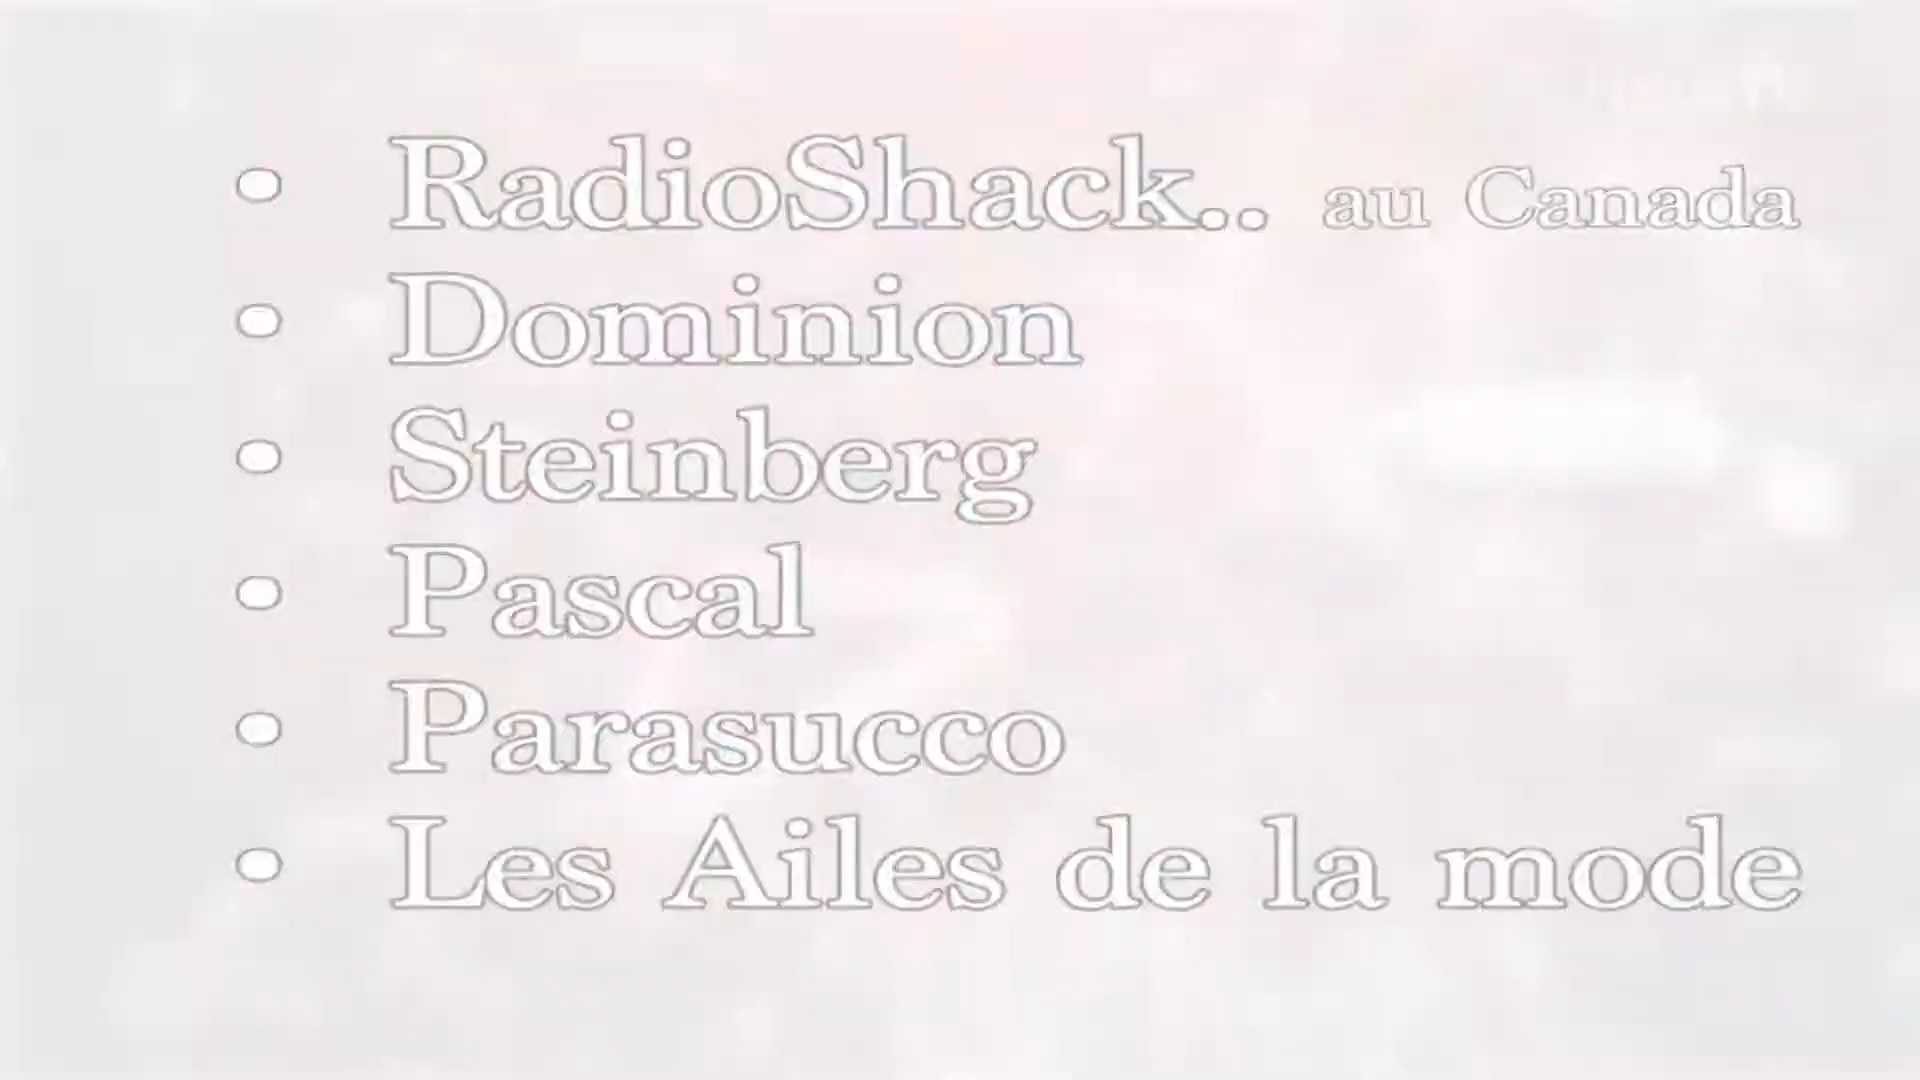 • RadioShack.. au Canada
• Dominion
• Steinberg
• Pascal
• Parasucco
• Les Ailes de la mode